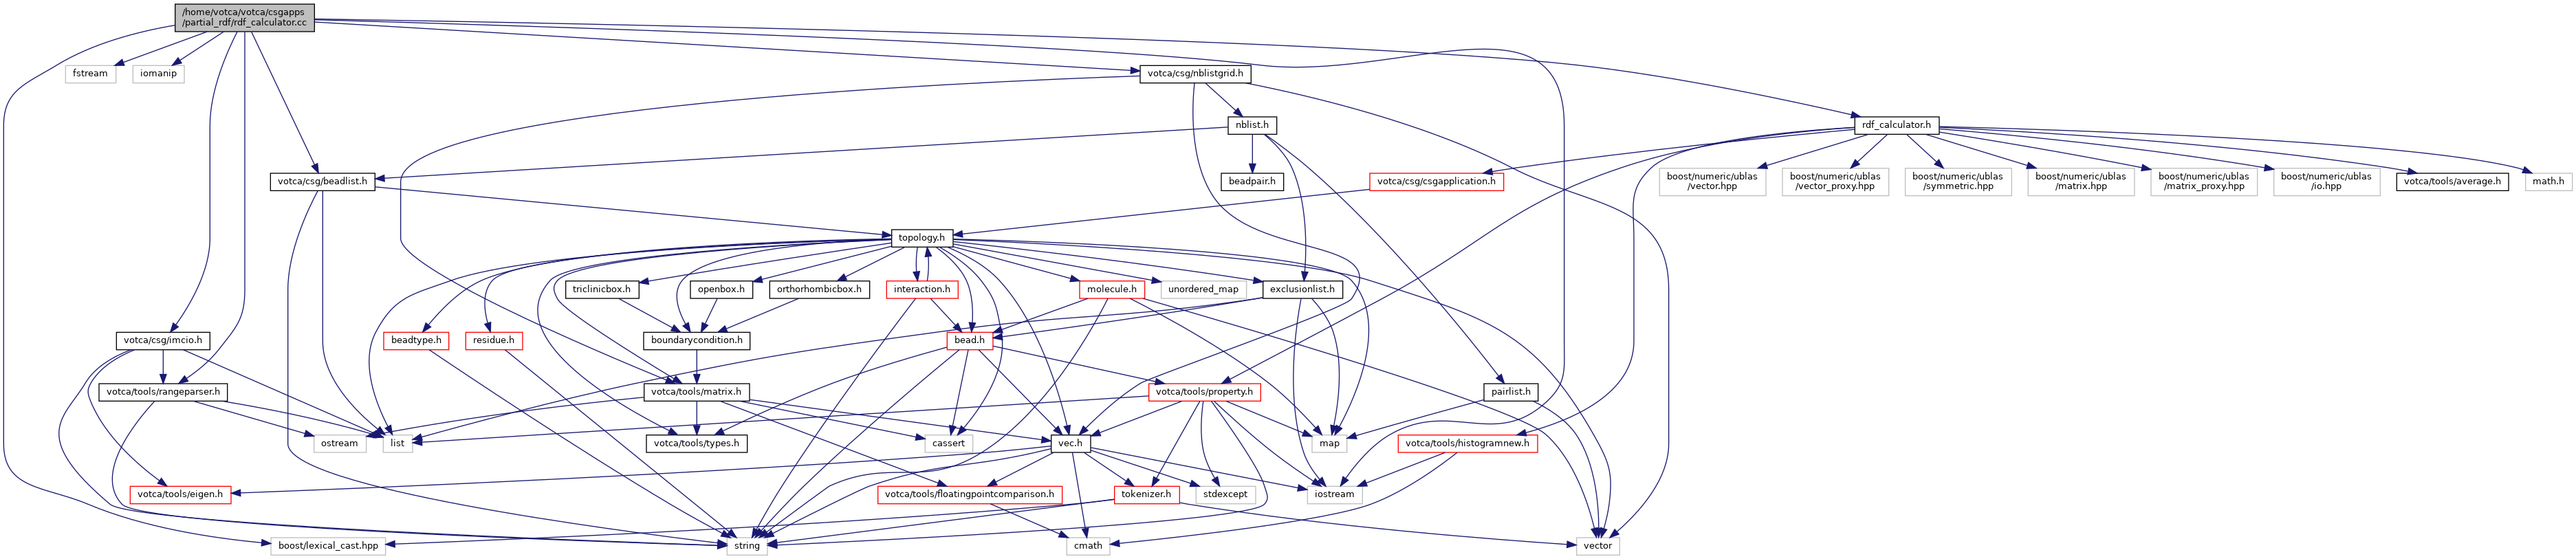 /home/votca/votca/csgapps
/partial_rdf/rdf_calculator.cc
fstream
iomanip
votca/csg/nblistgrid.h
nblist.h
rdf_calculator.h
votca/csg/beadlist.h
beadpair.h
votca/csg/csgapplication.h
boost/numeric/ublas
/vector.hpp
boost/numeric/ublas
/vector_proxy.hpp
boost/numeric/ublas
/symmetric.hpp
boost/numeric/ublas
/matrix.hpp
boost/numeric/ublas
/matrix_proxy.hpp
boost/numeric/ublas
/io.hpp
votca/tools/average.h
math.h
topology.h
triclinicbox.h
openbox.h
orthorhombicbox.h
interaction.h
molecule.h
unordered_map
exclusionlist.h
votca/csg/imcio.h
beadtype.h
residue.h
boundarycondition.h
bead.h
votca/tools/rangeparser.h
votca/tools/matrix.h
votca/tools/property.h
pairlist.h
ostream
list
votca/tools/types.h
cassert
vec.h
map
votca/tools/histogramnew.h
votca/tools/eigen.h
votca/tools/floatingpointcomparison.h
tokenizer.h
stdexcept
iostream
boost/lexical_cast.hpp
string
cmath
vector